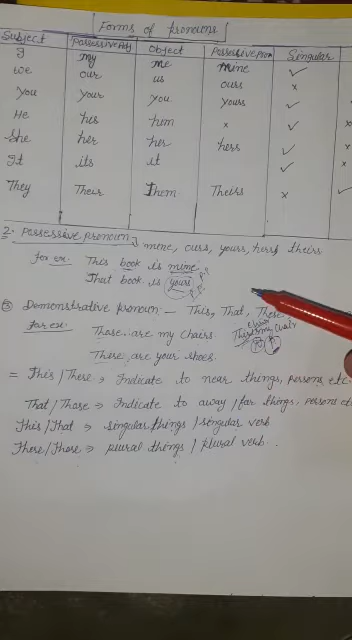 Forms of pronouns
Subject Possessive Adj Object Possessive Pron Singular
I my me mine ✓
We our us ours x
You your you yours ✓
He his him x ✓ x
She her her hers ✓ x
It its it ✓ x
They Their Them Theirs x ✓
2. Possessive pronoun → mine, ours, yours, hers, theirs
for ex. This book is mine P.P.
That book is yours P.P.
③ Demonstrative pronoun — This, That, These,
for ex: Those are my chairs. This is my chair
These are your shoes.
= This/These ⇒ Indicate to near things, persons etc.
That/Those ⇒ Indicate to away/far things, persons etc
This/That ⇒ singular things / singular verb
These/Those ⇒ plural things / plural verb.